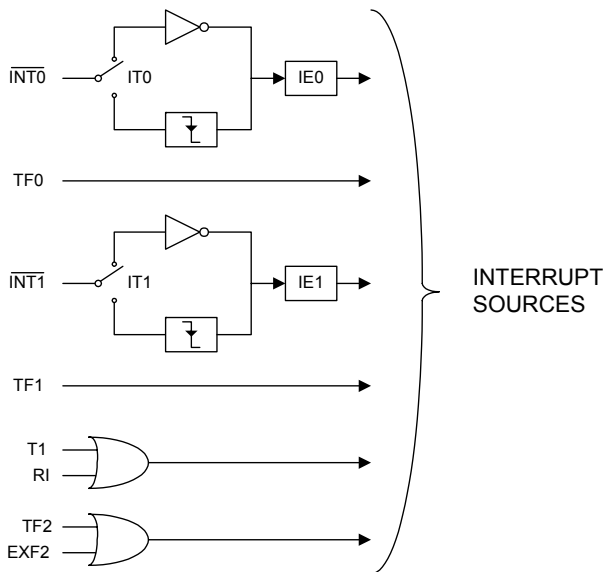 INT0
IT0
IE0
TF0
INT1
IT1
IE1
INTERRUPT
SOURCES
TF1
T1
RI
TF2
EXF2